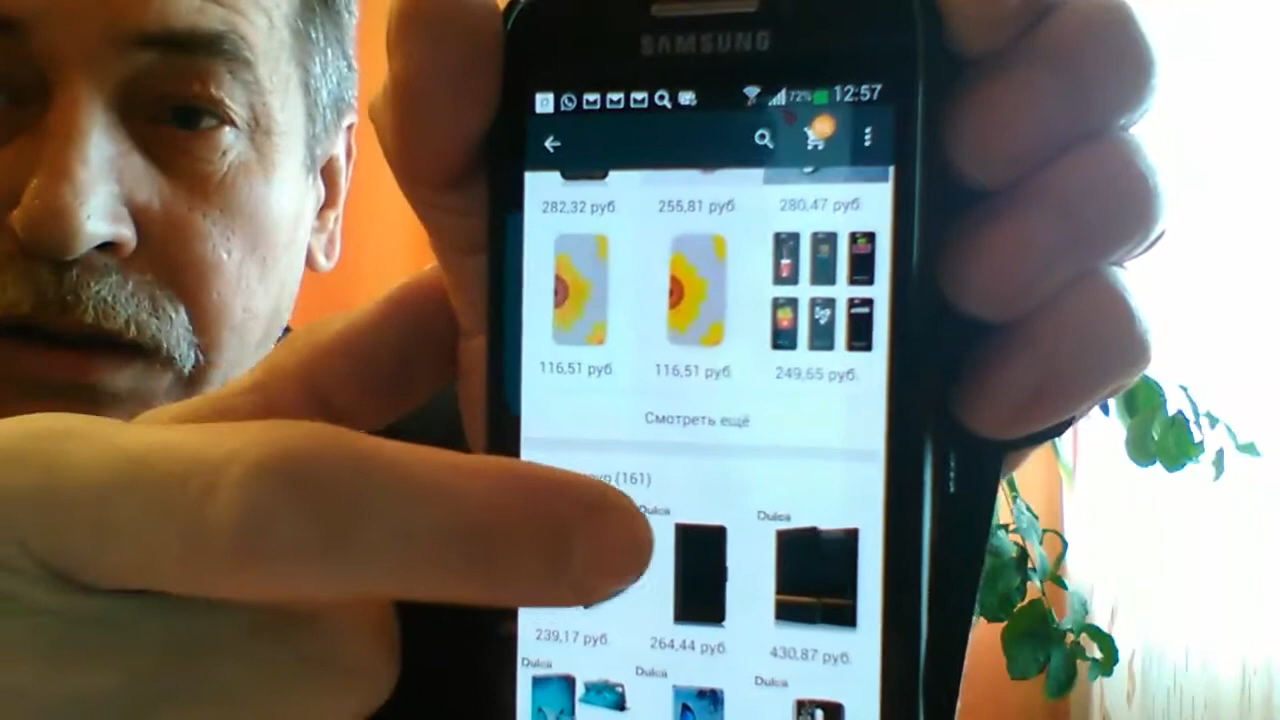 SAMSUNG
72% 12:57
282,32 руб. 255,81 руб. 280,47 руб.
116,51 руб. 116,51 руб. 249,65 руб.
Смотреть ещё
(161)
Dulca Dulca
239,17 руб. 264,44 руб. 430,87 руб.
Dulca Dulca Dulca